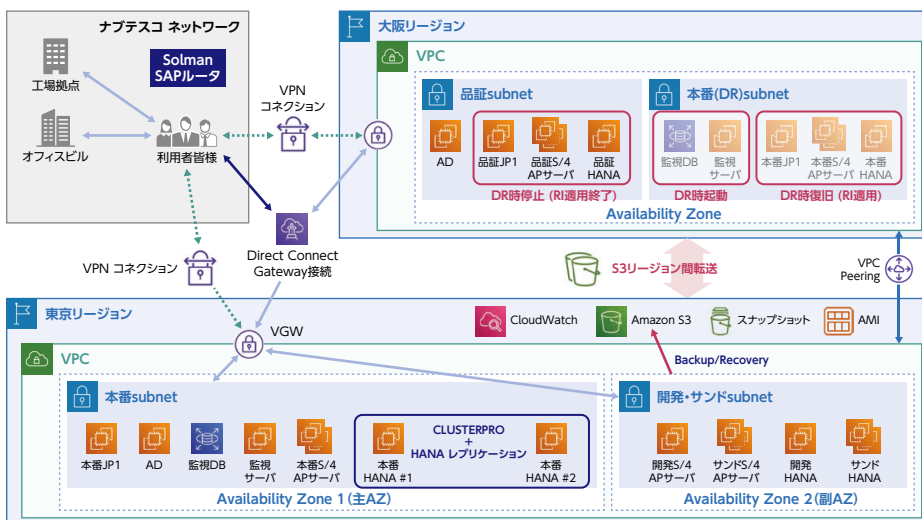 ナブテスコ ネットワーク
Solman
SAPルータ
工場拠点
オフィスビル
利用者皆様
VPN
コネクション
VPN コネクション
Direct Connect
Gateway接続
大阪リージョン
VPC
品証subnet
AD
品証JP1
品証S/4
APサーバ
品証
HANA
DR時停止 (RI適用終了)
本番(DR)subnet
監視DB
監視
サーバ
本番JP1
本番S/4
APサーバ
本番
HANA
DR時起動
DR時復旧 (RI適用)
Availability Zone
S3リージョン間転送
VPC
Peering
東京リージョン
VGW
CloudWatch
Amazon S3
スナップショット
AMI
VPC
Backup/Recovery
本番subnet
本番JP1
AD
監視DB
監視
サーバ
本番S/4
APサーバ
CLUSTERPRO
+
HANA レプリケーション
本番
HANA #1
本番
HANA #2
Availability Zone 1 (主AZ)
開発・サンドsubnet
開発S/4
APサーバ
サンドS/4
APサーバ
開発
HANA
サンド
HANA
Availability Zone 2 (副AZ)